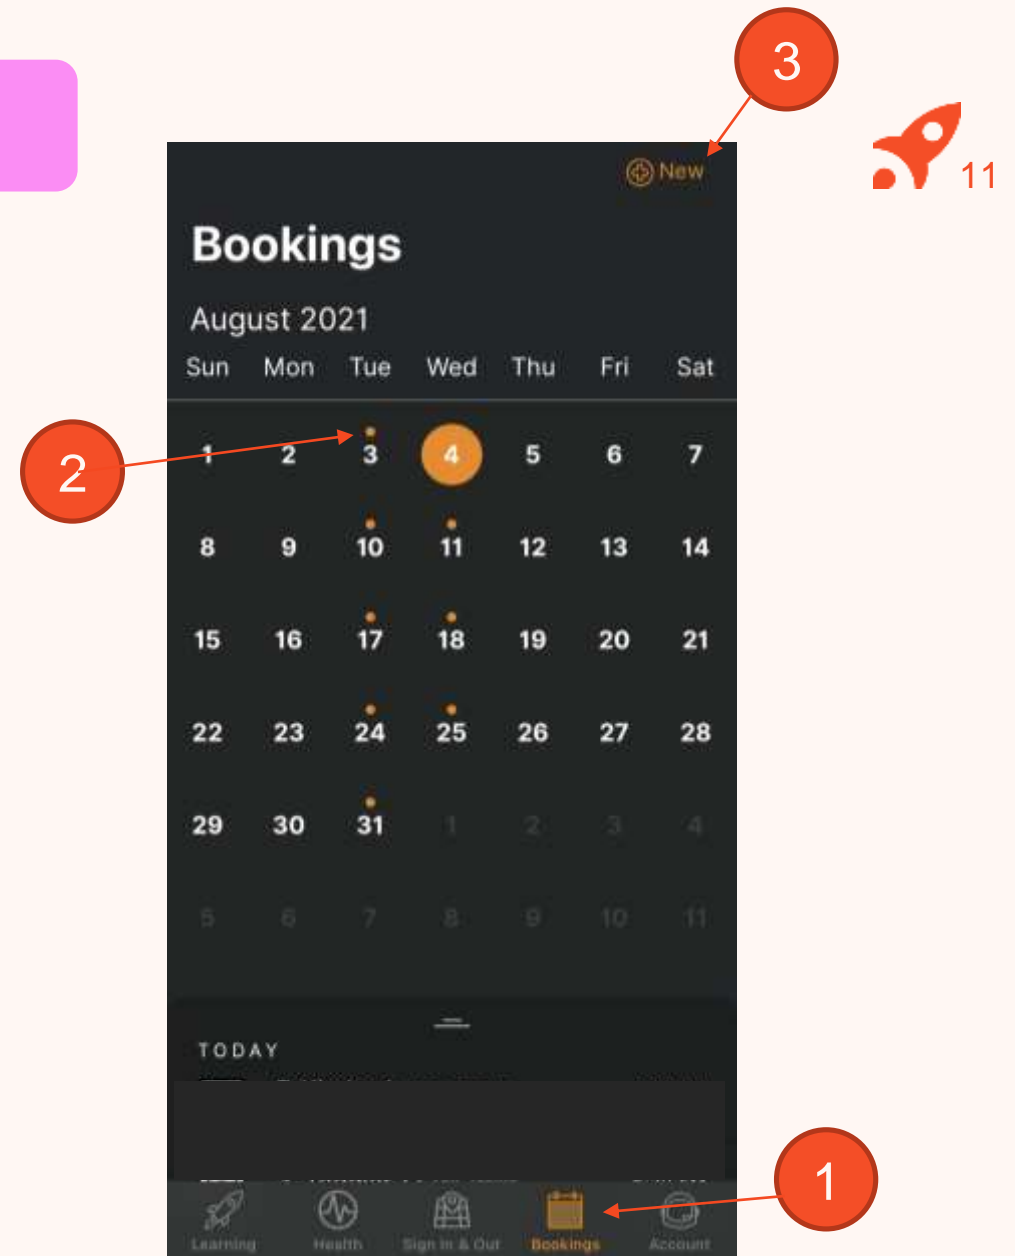 3
11
New
Bookings
August 2021
Sun Mon Tue Wed Thu Fri Sat
2
1 2 3 4 5 6 7
8 9 10 11 12 13 14
15 16 17 18 19 20 21
22 23 24 25 26 27 28
29 30 31 1 2 3 4
5 6 7 8 9 10 11
TODAY
1
Learning Health Sign In & Out Bookings Account